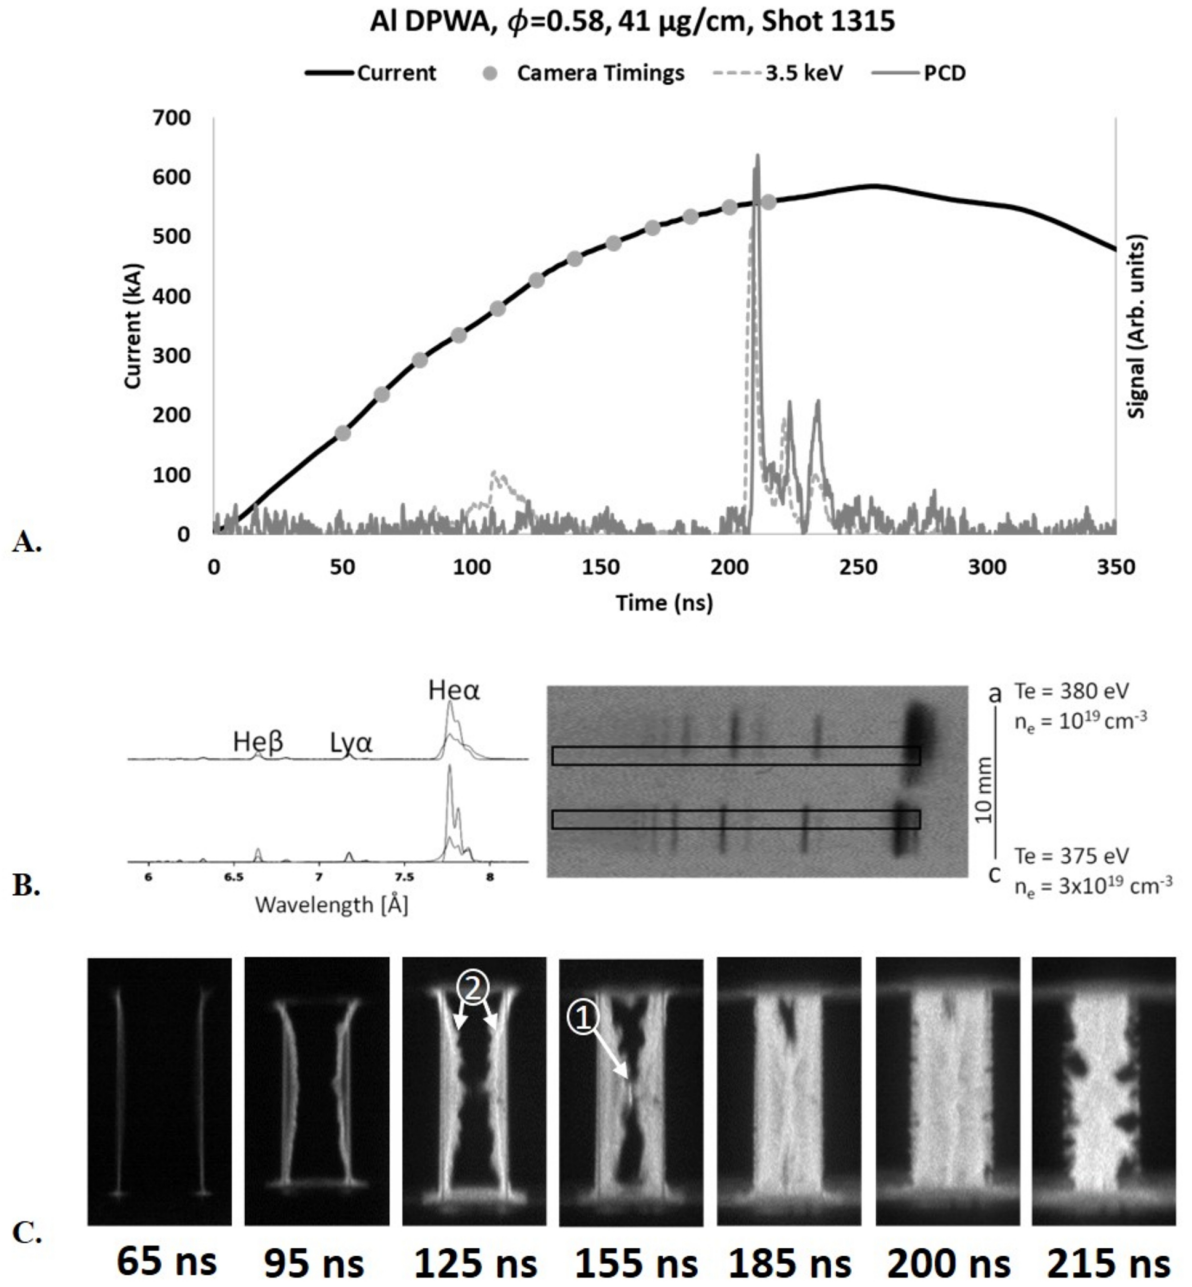 Al DPWA, ϕ=0.58, 41 µg/cm, Shot 1315
Current Camera Timings 3.5 keV PCD
700
600
500
400
300
200
100
0
Current (kA)
Signal (Arb. units)
0 50 100 150 200 250 300 350
Time (ns)
A.
Heα
Heβ Lyα
6 6.5 7 7.5 8
Wavelength [Å]
a Te = 380 eV
nₑ = 10¹⁹ cm⁻³
10 mm
c Te = 375 eV
nₑ = 3x10¹⁹ cm⁻³
B.
2
1
C.
65 ns 95 ns 125 ns 155 ns 185 ns 200 ns 215 ns